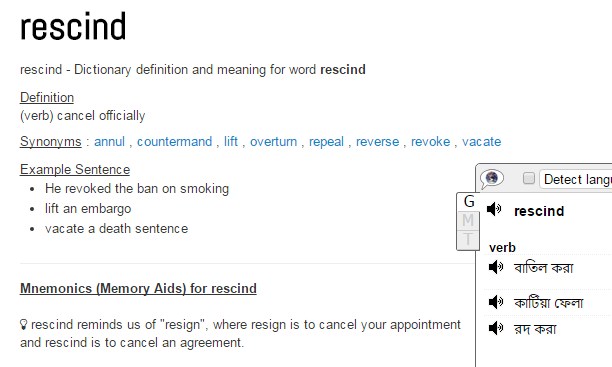 rescind
rescind - Dictionary definition and meaning for word rescind
Definition
(verb) cancel officially
Synonyms : annul , countermand , lift , overturn , repeal , reverse , revoke , vacate
Example Sentence
He revoked the ban on smoking
lift an embargo
vacate a death sentence
Mnemonics (Memory Aids) for rescind
rescind reminds us of "resign", where resign is to cancel your appointment
and rescind is to cancel an agreement.
Detect langu
G
M
T
rescind
verb
বাতিল করা
কাটিয়া ফেলা
রদ করা